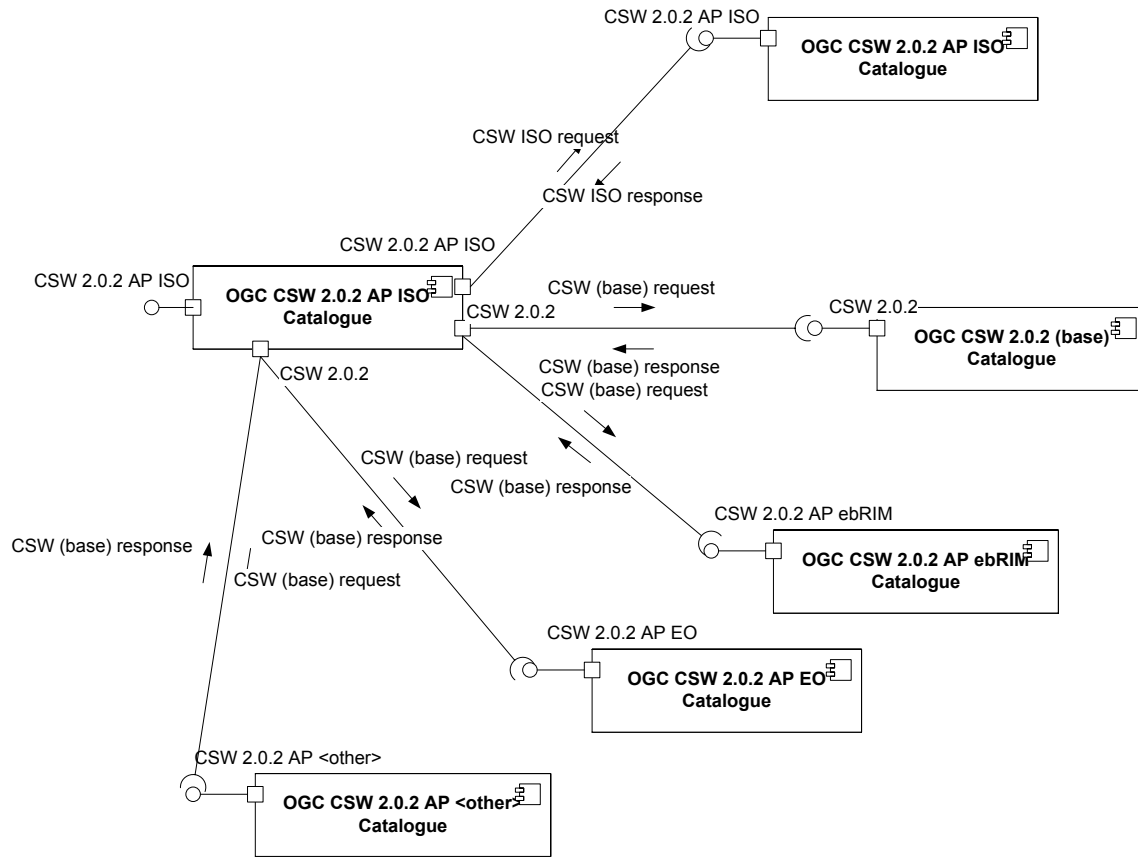 CSW 2.0.2 AP ISO
OGC CSW 2.0.2 AP ISO
Catalogue
CSW ISO request
CSW ISO response
CSW 2.0.2 AP ISO
CSW 2.0.2 AP ISO
OGC CSW 2.0.2 AP ISO
Catalogue
CSW (base) request
CSW 2.0.2
CSW 2.0.2
OGC CSW 2.0.2 (base)
Catalogue
CSW (base) response
CSW 2.0.2
CSW (base) request
CSW (base) request
CSW (base) response
CSW 2.0.2 AP ebRIM
CSW (base) response
CSW (base) response
OGC CSW 2.0.2 AP ebRIM
Catalogue
CSW (base) request
CSW 2.0.2 AP EO
OGC CSW 2.0.2 AP EO
Catalogue
CSW 2.0.2 AP <other>
OGC CSW 2.0.2 AP <other>
Catalogue